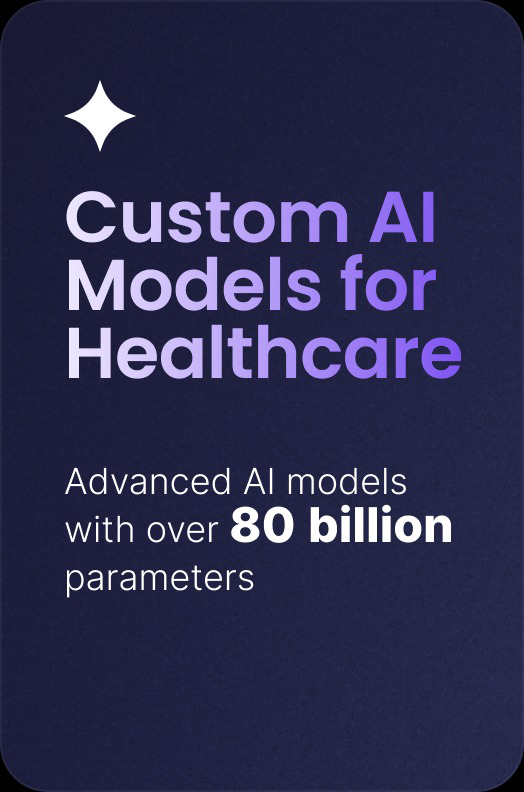 Custom AI
Models for
Healthcare
Advanced AI models
with over 80 billion
parameters